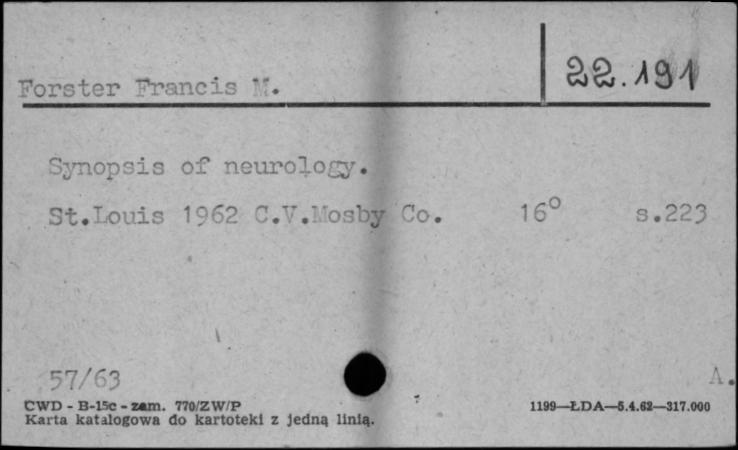 Forster Francis M.
22.191
Synopsis of neurology.
St.Louis 1962 C.V.Mosby Co. 16° s.223
57/63
A.
CWD - B-15c - zam. 770/ZW/P
1199—ŁDA—5.4.62—317.000
Karta katalogowa do kartoteki z jedną linią.